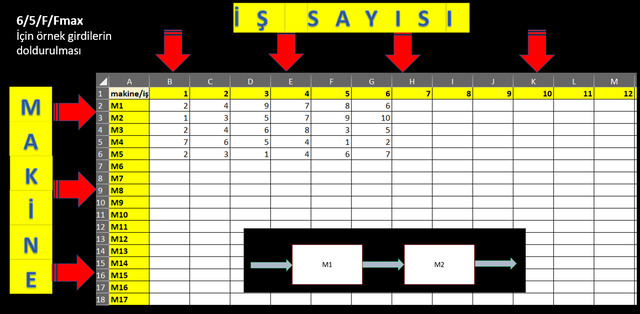 6/5/F/Fmax
İçin örnek girdilerin
doldurulması
İŞ SAYISI
MAKİNE
A B C D E F G H I J K L M
1 makine/iş 1 2 3 4 5 6 7 8 9 10 11 12
2 M1 2 4 9 7 8 6
3 M2 1 3 5 7 9 10
4 M3 2 4 6 8 3 5
5 M4 7 6 5 4 1 2
6 M5 2 3 1 4 6 7
7 M6
8 M7
9 M8
10 M9
11 M10
12 M11
13 M12
14 M13
15 M14
16 M15
17 M16
18 M17
M1 M2